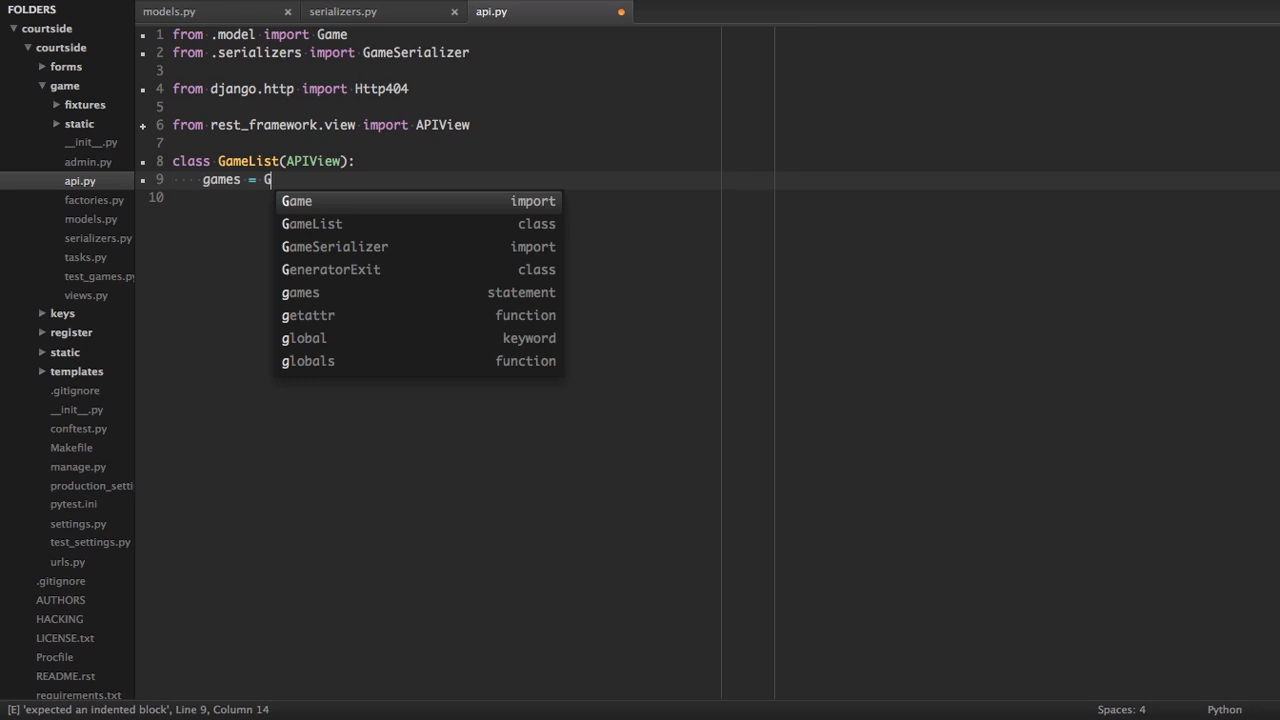 FOLDERS
courtside
courtside
forms
game
fixtures
static
__init__.py
admin.py
api.py
factories.py
models.py
serializers.py
tasks.py
test_games.py
views.py
keys
register
static
templates
.gitignore
__init__.py
conftest.py
Makefile
manage.py
production_setti
pytest.ini
settings.py
test_settings.py
urls.py
.gitignore
AUTHORS
HACKING
LICENSE.txt
Procfile
README.rst
requirements.txt
models.py × serializers.py × api.py
1 from .model import Game
2 from .serializers import GameSerializer
3
4 from django.http import Http404
5
6 from rest_framework.view import APIView
7
8 class GameList(APIView):
9 games = G
10
Game import
GameList class
GameSerializer import
GeneratorExit class
games statement
getattr function
global keyword
globals function
[E] 'expected an indented block', Line 9, Column 14 Spaces: 4 Python